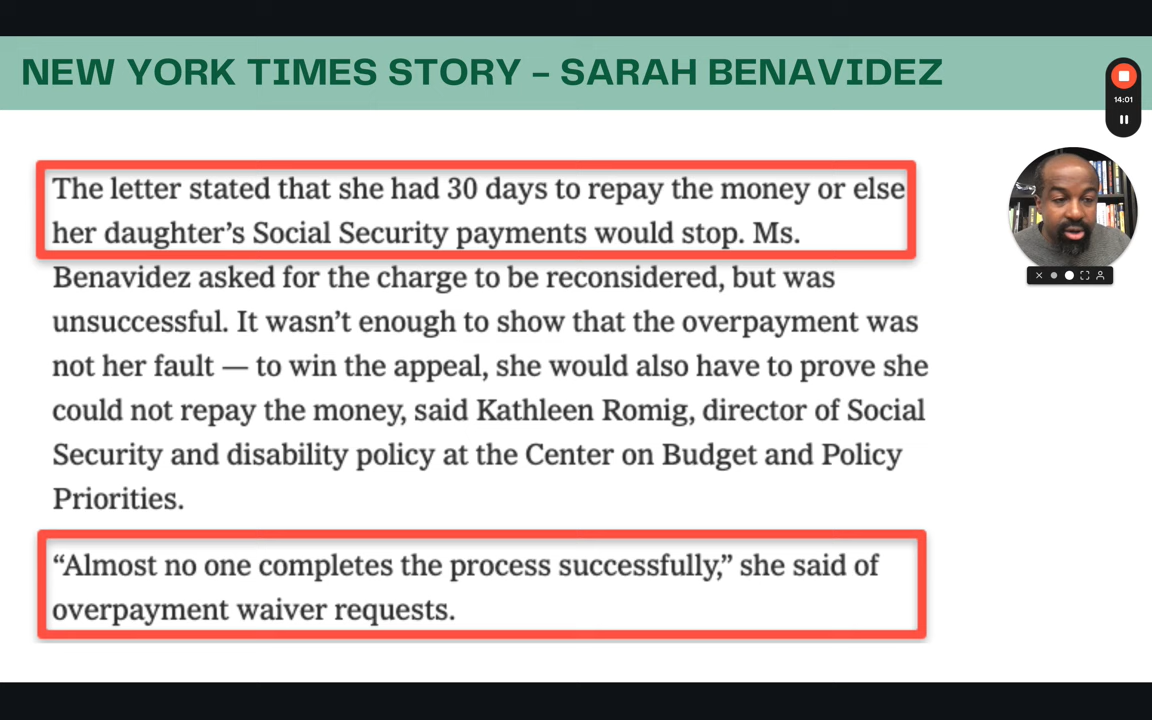 NEW YORK TIMES STORY – SARAH BENAVIDEZ
14:01
The letter stated that she had 30 days to repay the money or else
her daughter’s Social Security payments would stop. Ms.
Benavidez asked for the charge to be reconsidered, but was
unsuccessful. It wasn’t enough to show that the overpayment was
not her fault — to win the appeal, she would also have to prove she
could not repay the money, said Kathleen Romig, director of Social
Security and disability policy at the Center on Budget and Policy
Priorities.
“Almost no one completes the process successfully,” she said of
overpayment waiver requests.